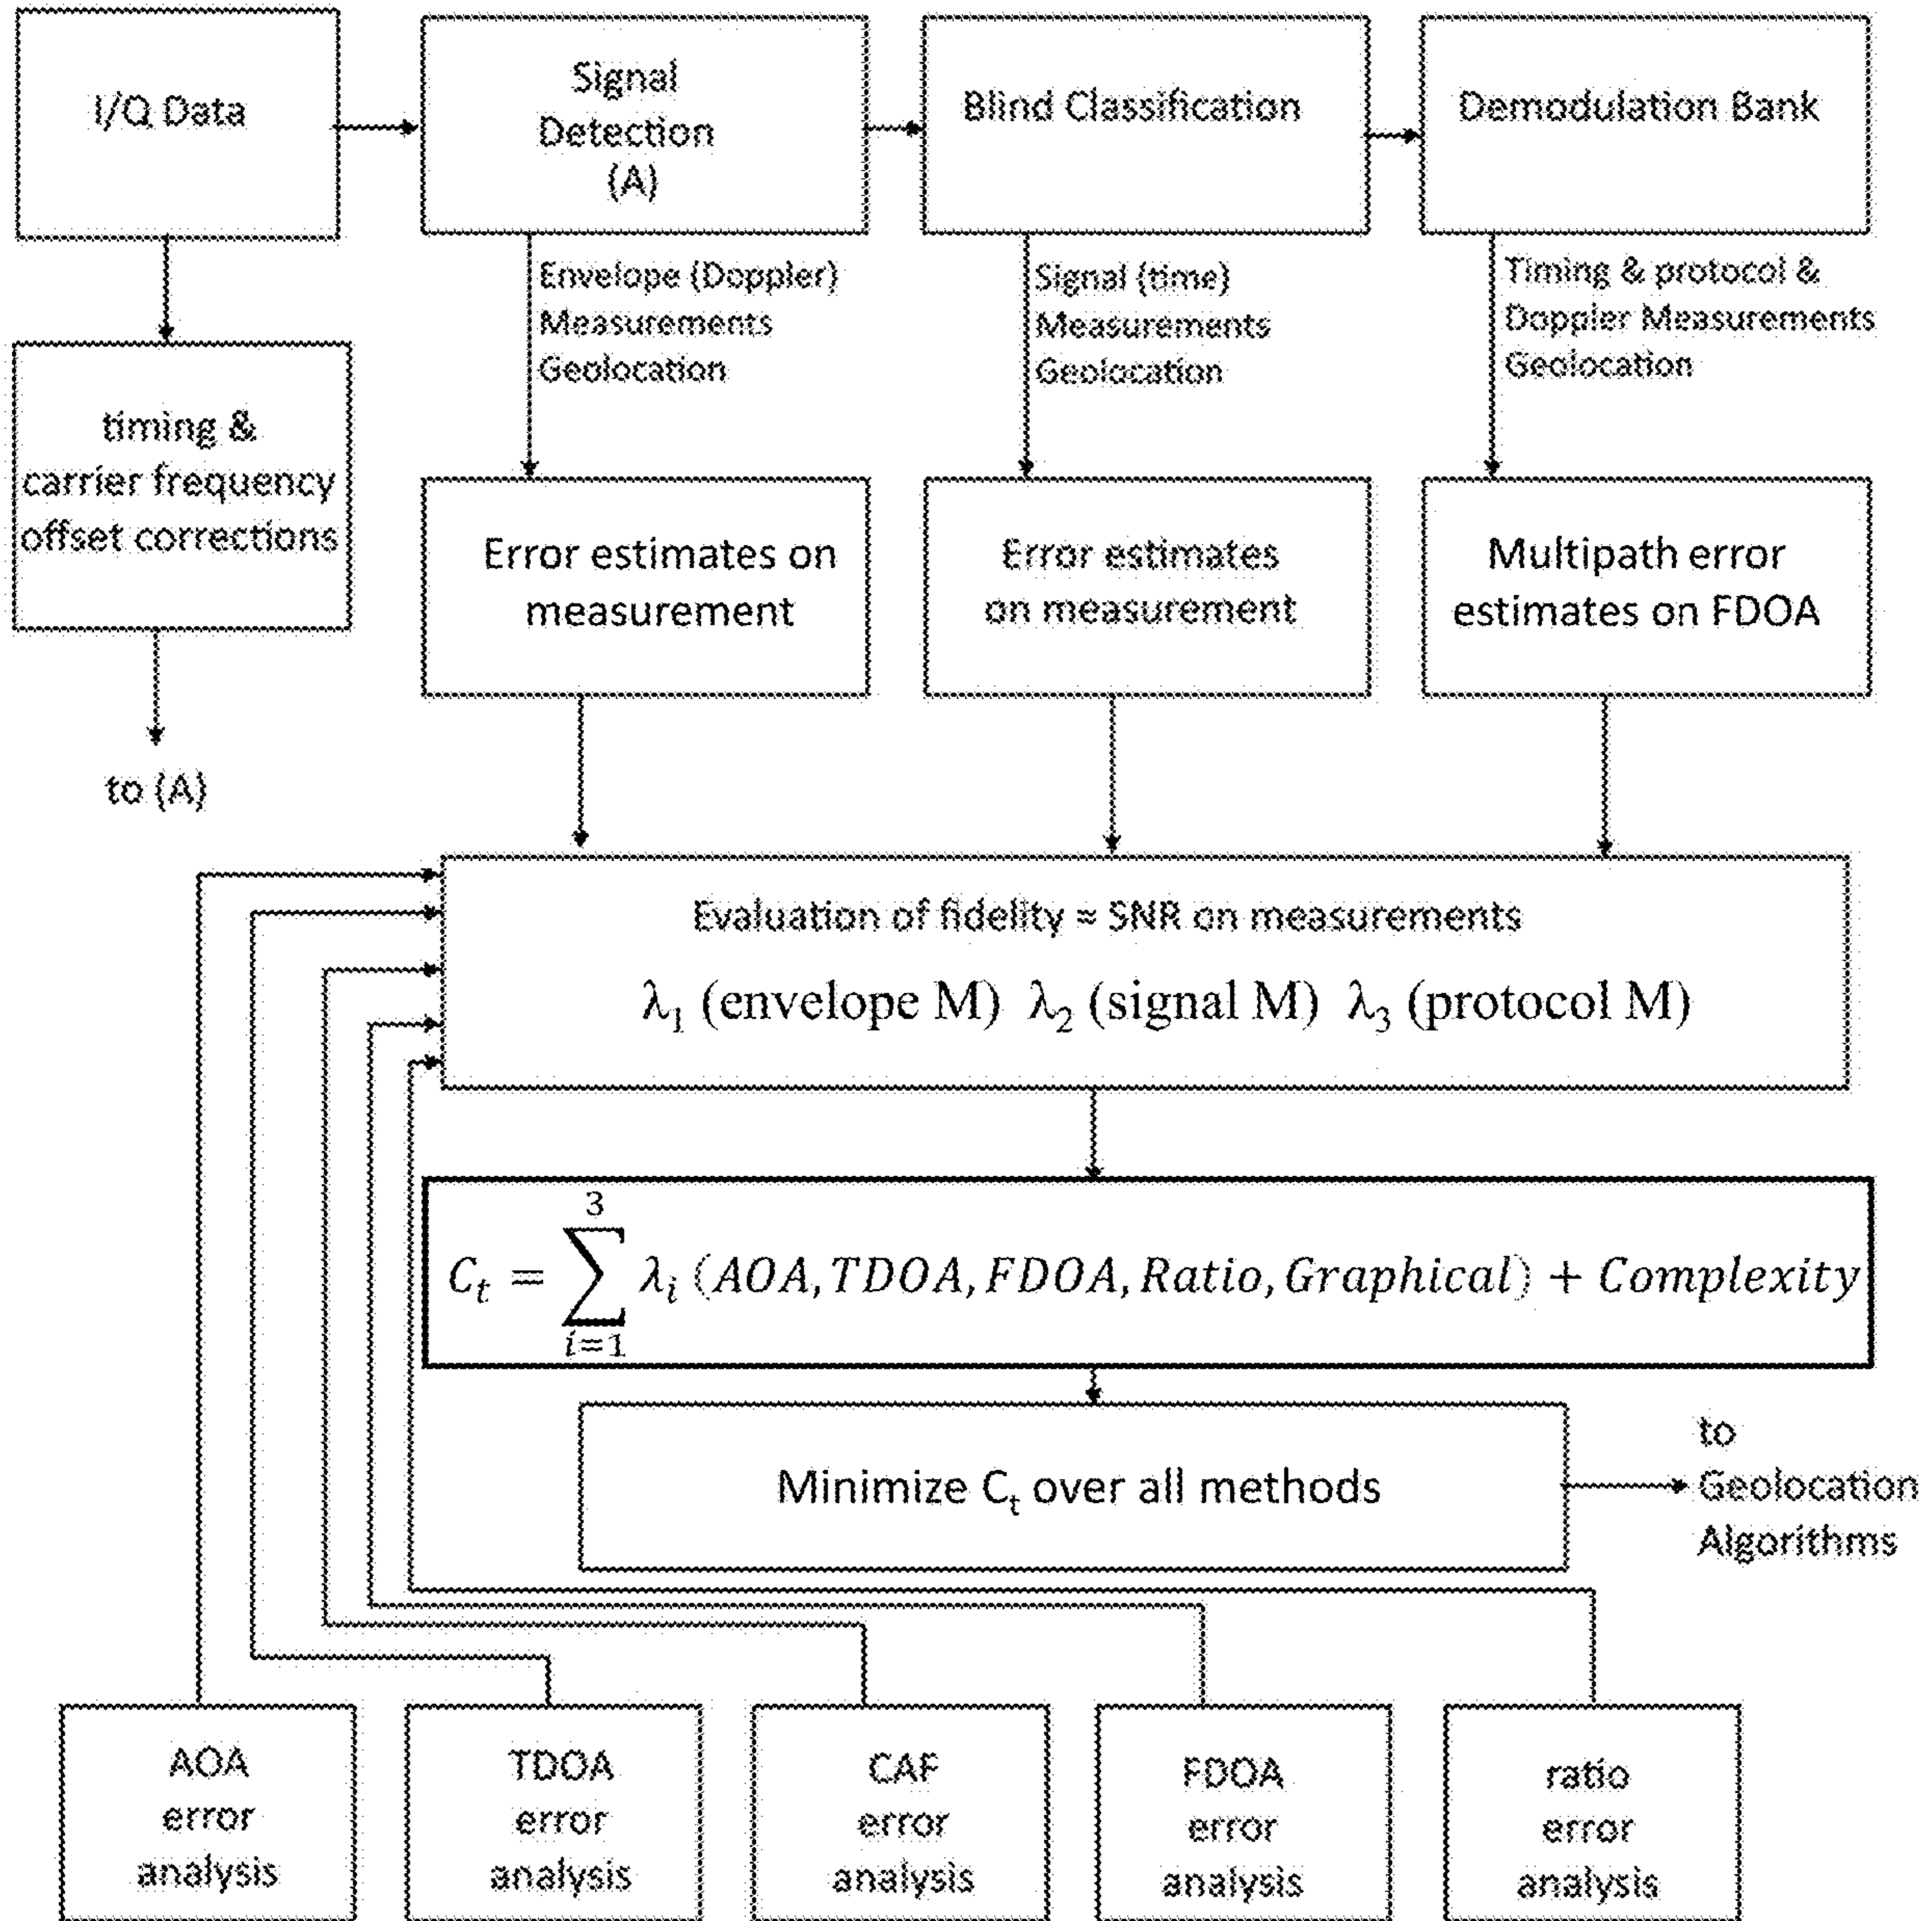 I/Q Data
Signal
Detection
(A)
Blind Classification
Demodulation Bank
Envelope (Doppler)
Measurements
Geolocation
Signal (time)
Measurements
Geolocation
Timing & protocol &
Doppler Measurements
Geolocation
timing &
carrier frequency
offset corrections
to (A)
Error estimates on
measurement
Error estimates
on measurement
Multipath error
estimates on FDOA
Evaluation of fidelity = SNR on measurements
λ₁ (envelope M) λ₂ (signal M) λ₃ (protocol M)
C_t = ∑_{i=1}^{3} λ_i (AOA, TDOA, FDOA, Ratio, Graphical) + Complexity
Minimize C_t over all methods
to
Geolocation
Algorithms
AOA
error
analysis
TDOA
error
analysis
CAF
error
analysis
FDOA
error
analysis
ratio
error
analysis